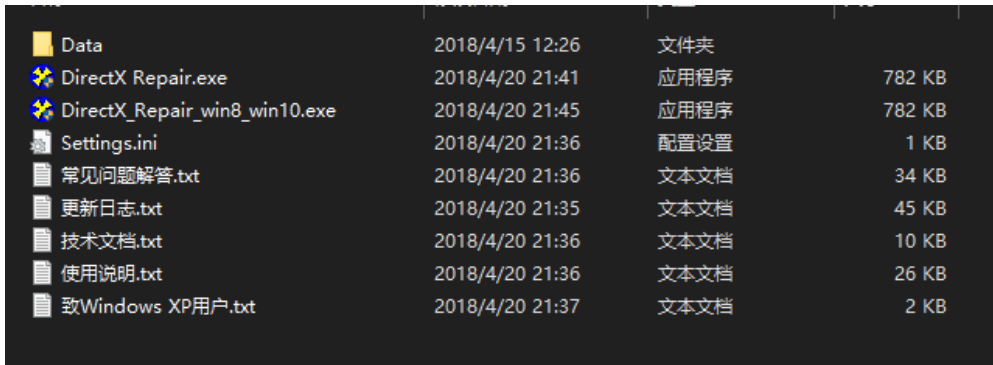 Data 2018/4/15 12:26 文件夹
DirectX Repair.exe 2018/4/20 21:41 应用程序 782 KB
DirectX_Repair_win8_win10.exe 2018/4/20 21:45 应用程序 782 KB
Settings.ini 2018/4/20 21:36 配置设置 1 KB
常见问题解答.txt 2018/4/20 21:36 文本文档 34 KB
更新日志.txt 2018/4/20 21:35 文本文档 45 KB
技术文档.txt 2018/4/20 21:36 文本文档 10 KB
使用说明.txt 2018/4/20 21:36 文本文档 26 KB
致Windows XP用户.txt 2018/4/20 21:37 文本文档 2 KB